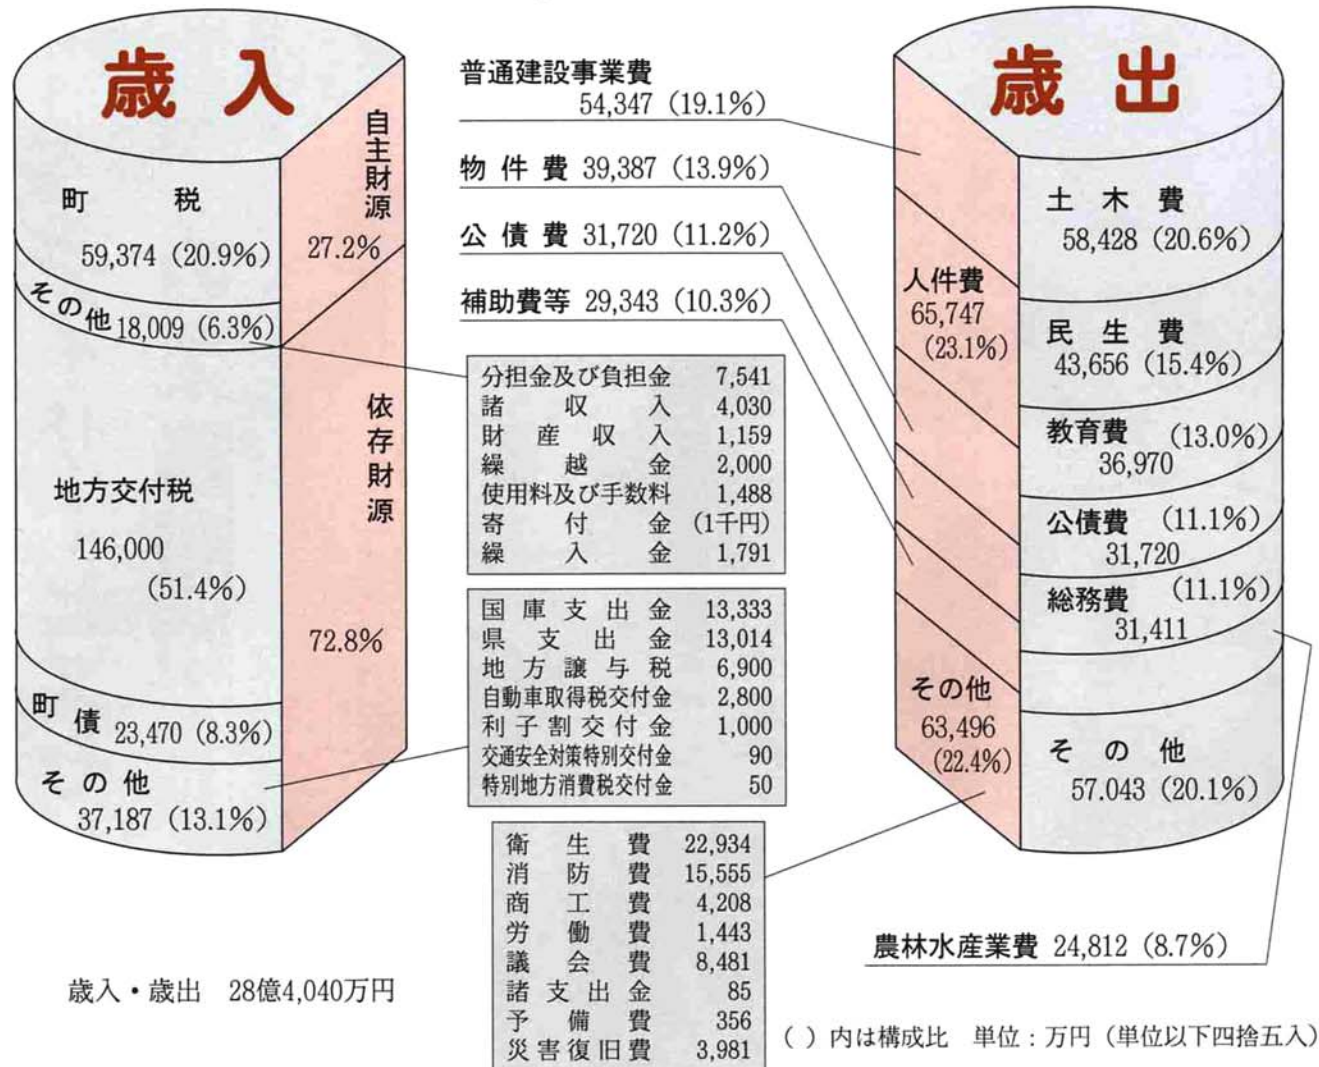 歳入
自主財源
27.2%
町税
59,374 (20.9%)
その他 18,009 (6.3%)
依存財源
72.8%
地方交付税
146,000
(51.4%)
町債 23,470 (8.3%)
その他
37,187 (13.1%)
普通建設事業費
54,347 (19.1%)
物件費 39,387 (13.9%)
公債費 31,720 (11.2%)
補助費等 29,343 (10.3%)
分担金及び負担金 7,541
諸収入 4,030
財産収入 1,159
繰越金 2,000
使用料及び手数料 1,488
寄付金 (1千円)
繰入金 1,791
国庫支出金 13,333
県支出金 13,014
地方譲与税 6,900
自動車取得税交付金 2,800
利子割交付金 1,000
交通安全対策特別交付金 90
特別地方消費税交付金 50
衛生費 22,934
消防費 15,555
商工費 4,208
労働費 1,443
議会費 8,481
諸支出金 85
予備費 356
災害復旧費 3,981
歳出
人件費
65,747
(23.1%)
その他
63,496
(22.4%)
土木費
58,428 (20.6%)
民生費
43,656 (15.4%)
教育費 (13.0%)
36,970
公債費 (11.1%)
31,720
総務費 (11.1%)
31,411
その他
57.043 (20.1%)
農林水産業費 24,812 (8.7%)
歳入・歳出 28億4,040万円
( ) 内は構成比 単位：万円 (単位以下四捨五入)